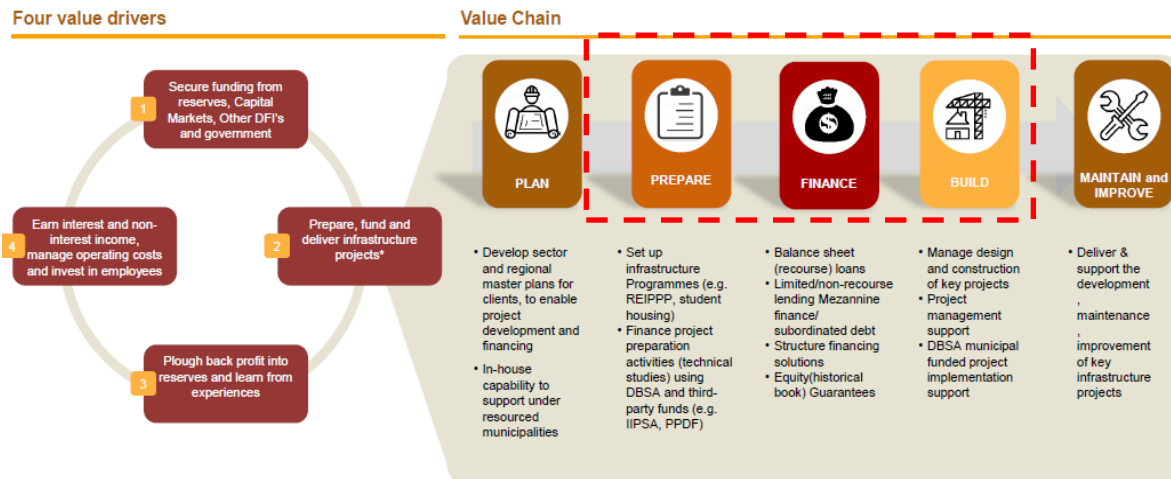 Four value drivers
Value Chain
1
Secure funding from
reserves, Capital
Markets, Other DFI's
and government
2
Prepare, fund and
deliver infrastructure
projects*
3
Plough back profit into
reserves and learn from
experiences
4
Earn interest and non-
interest income,
manage operating costs
and invest in employees
PLAN
• Develop sector
and regional
master plans for
clients, to enable
project
development and
financing
• In-house
capability to
support under
resourced
municipalities
PREPARE
• Set up
infrastructure
Programmes (e.g.
REIPPP, student
housing)
• Finance project
preparation
activities (technical
studies) using
DBSA and third-
party funds (e.g.
IIPSA, PPDF)
$
FINANCE
• Balance sheet
(recourse) loans
• Limited/non-recourse
lending Mezannine
finance/
subordinated debt
• Structure financing
solutions
• Equity(historical
book) Guarantees
BUILD
• Manage design
and construction
of key projects
• Project
management
support
• DBSA municipal
funded project
implementation
support
MAINTAIN and
IMPROVE
• Deliver &
support the
development
,
maintenance
,
improvement
of key
infrastructure
projects